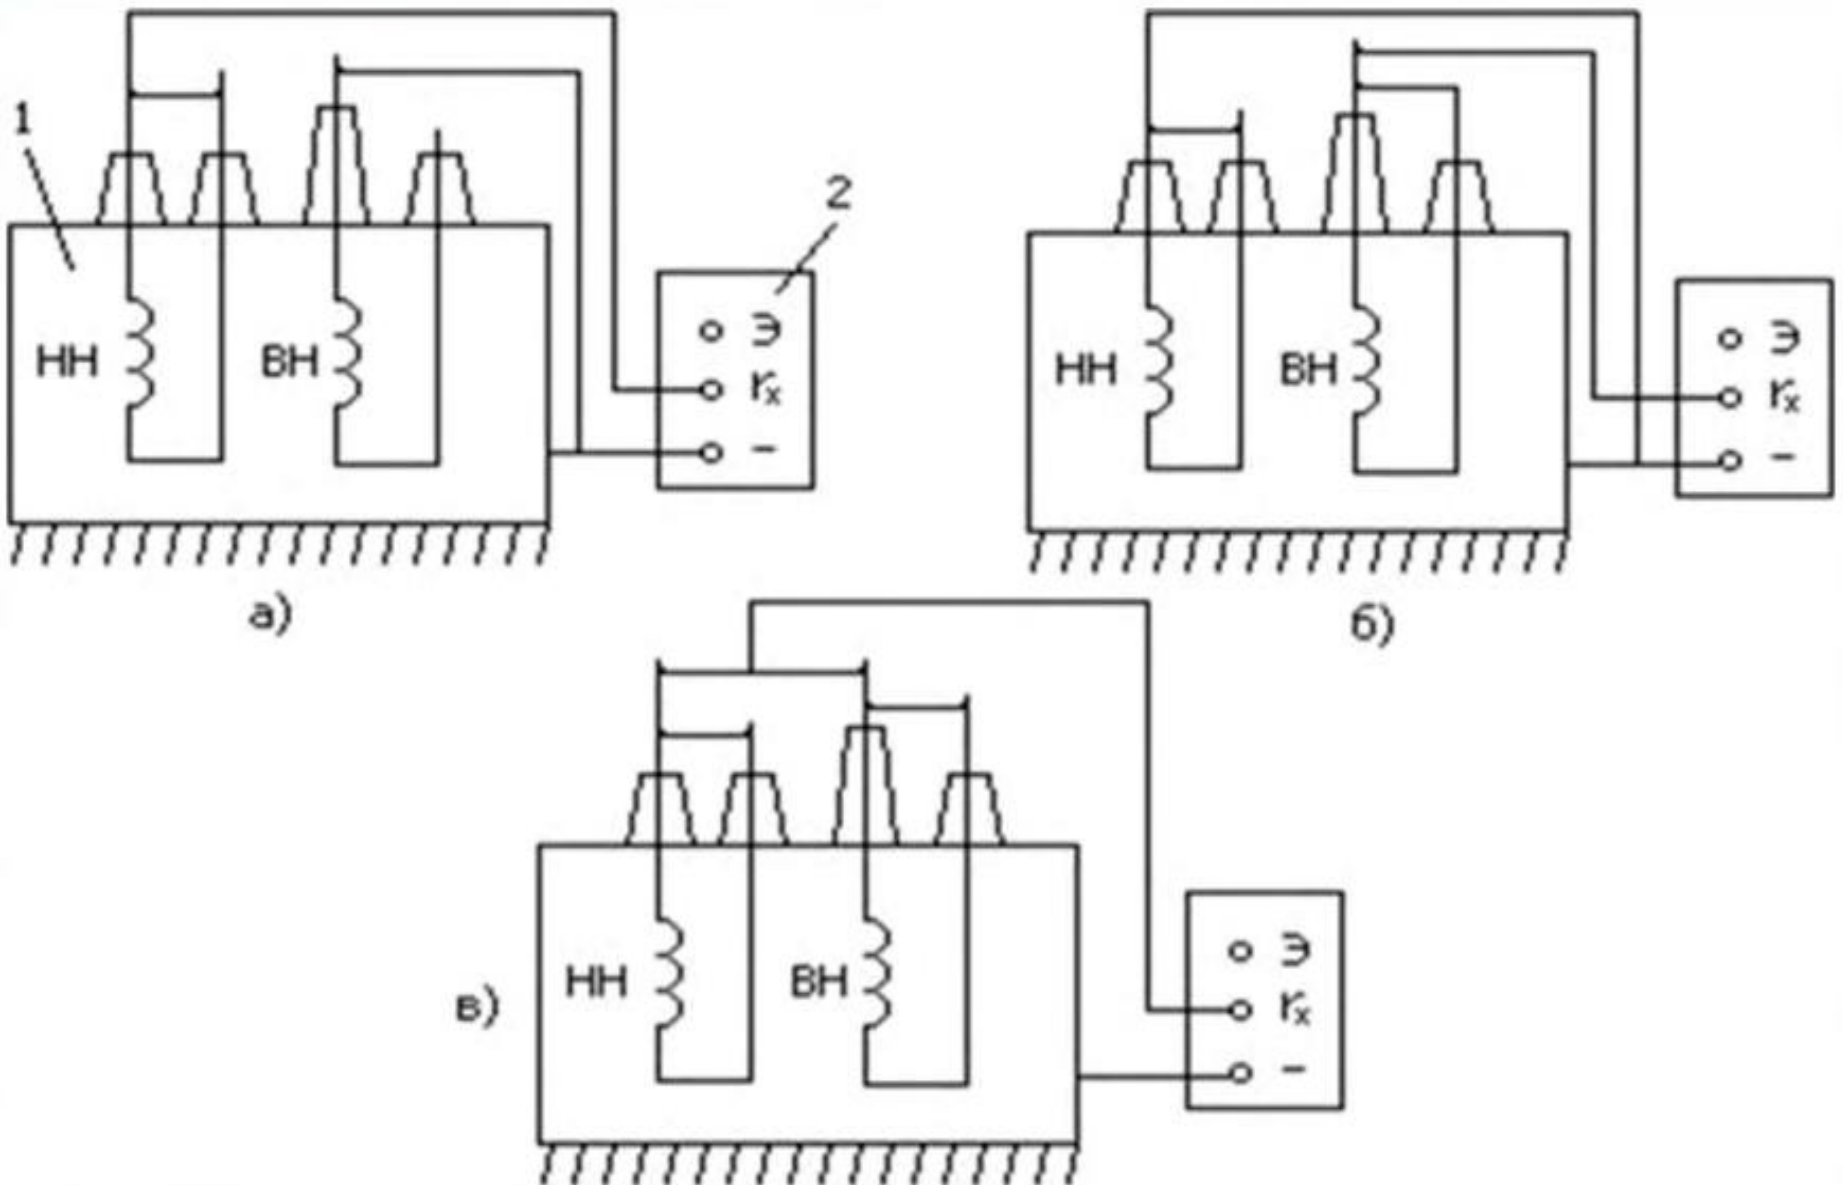 1
2
НН
ВН
Э
rx
-
а)
НН
ВН
Э
rx
-
б)
НН
ВН
Э
rx
-
в)